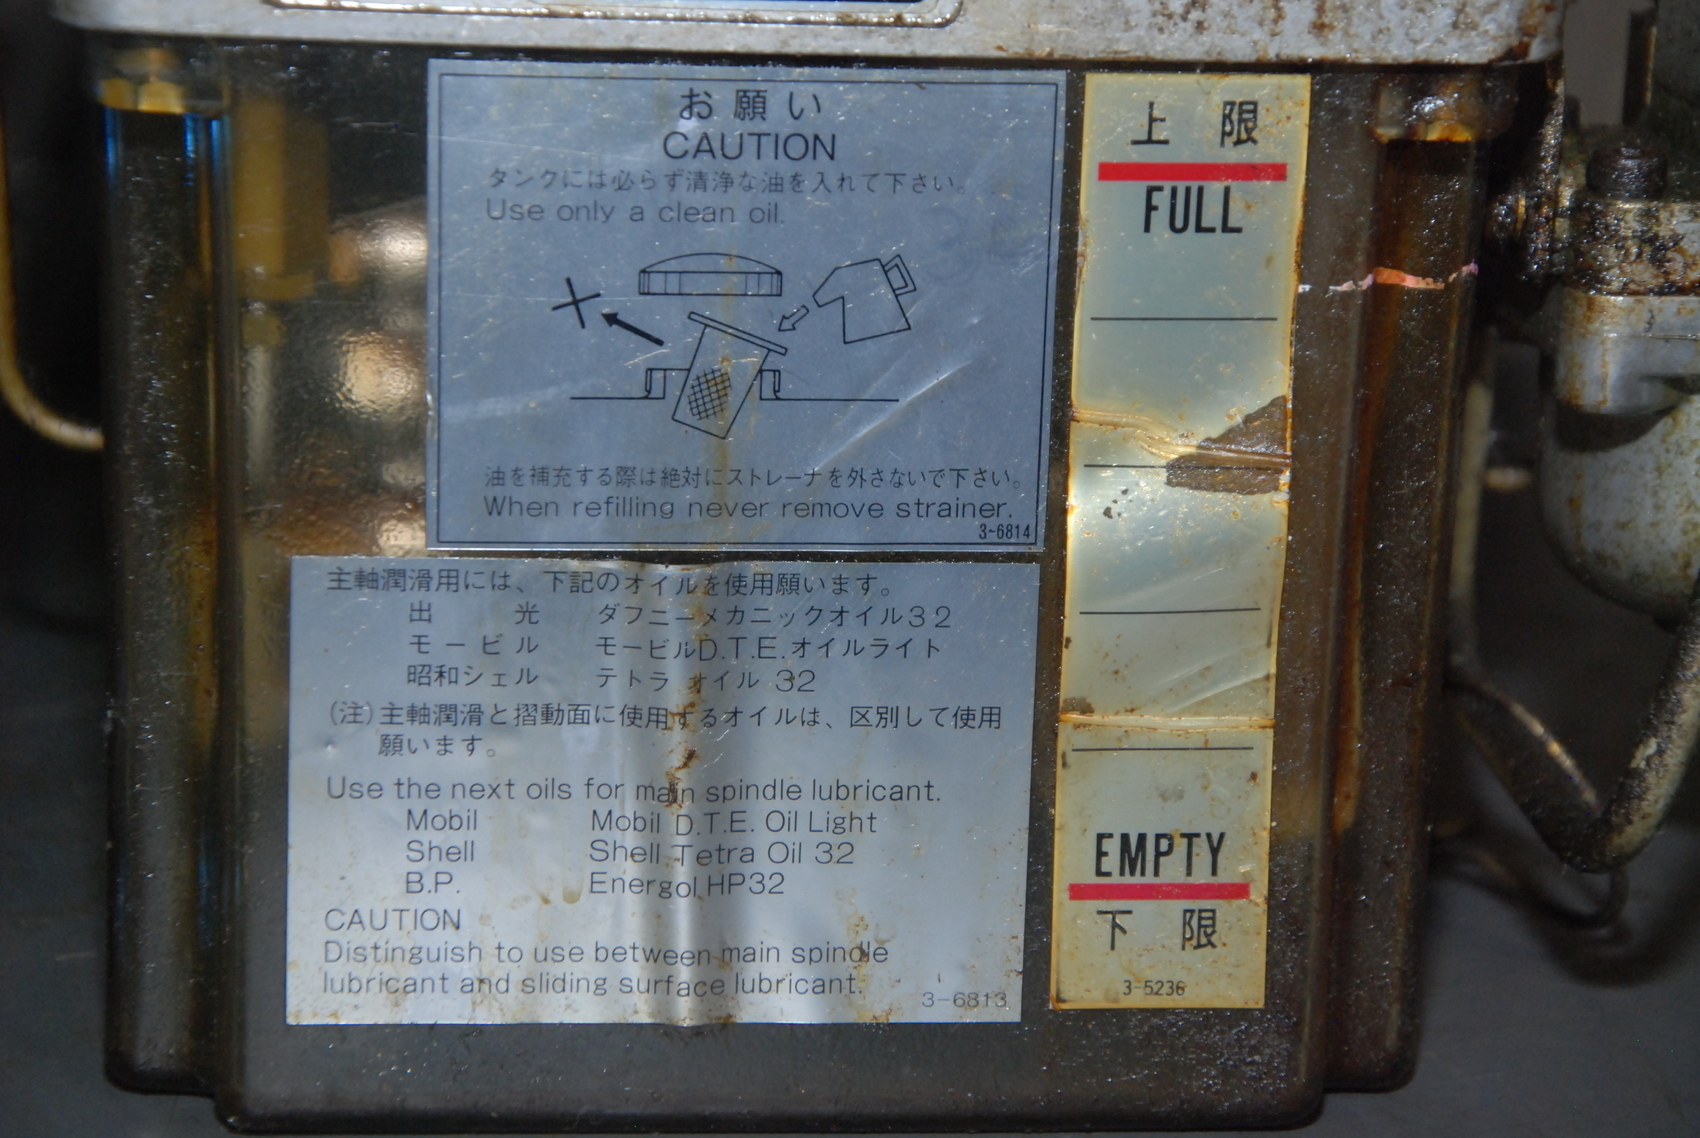 お願い
CAUTION
タンクには必らず清浄な油を入れて下さい。
Use only a clean oil.
油を補充する際は絶対にストレーナを外さないで下さい。
When refilling never remove strainer.
3-6814
主軸潤滑用には、下記のオイルを使用願います。
出光 ダフニーメカニックオイル32
モービル モービルD.T.E.オイルライト
昭和シェル テトラオイル 32
(注)主軸潤滑と摺動面に使用するオイルは、区別して使用
願います。
Use the next oils for main spindle lubricant.
Mobil Mobil D.T.E. Oil Light
Shell Shell Tetra Oil 32
B.P. Energol HP32
CAUTION
Distinguish to use between main spindle
lubricant and sliding surface lubricant.
3-6813
上限
FULL
EMPTY
下限
3-5236